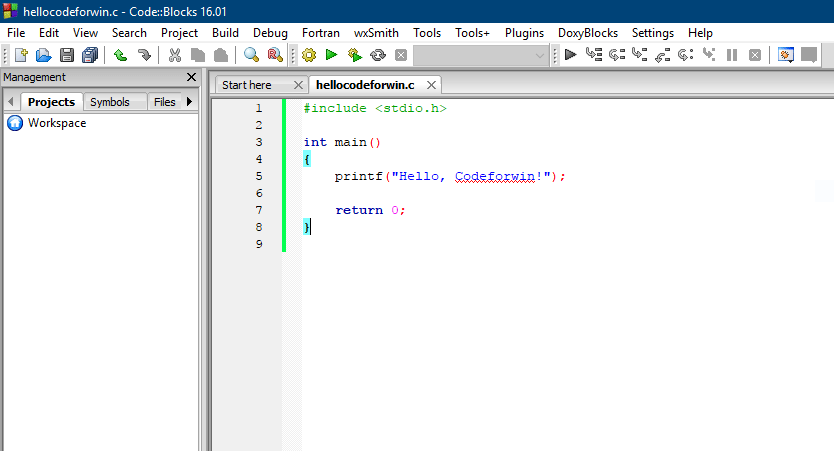 hellocodeforwin.c - Code::Blocks 16.01
File Edit View Search Project Build Debug Fortran wxSmith Tools Tools+ Plugins DoxyBlocks Settings Help
Management
Projects Symbols Files
Workspace
Start here hellocodeforwin.c
1 #include <stdio.h>
2
3 int main()
4 {
5     printf("Hello, Codeforwin!");
6
7     return 0;
8 }
9